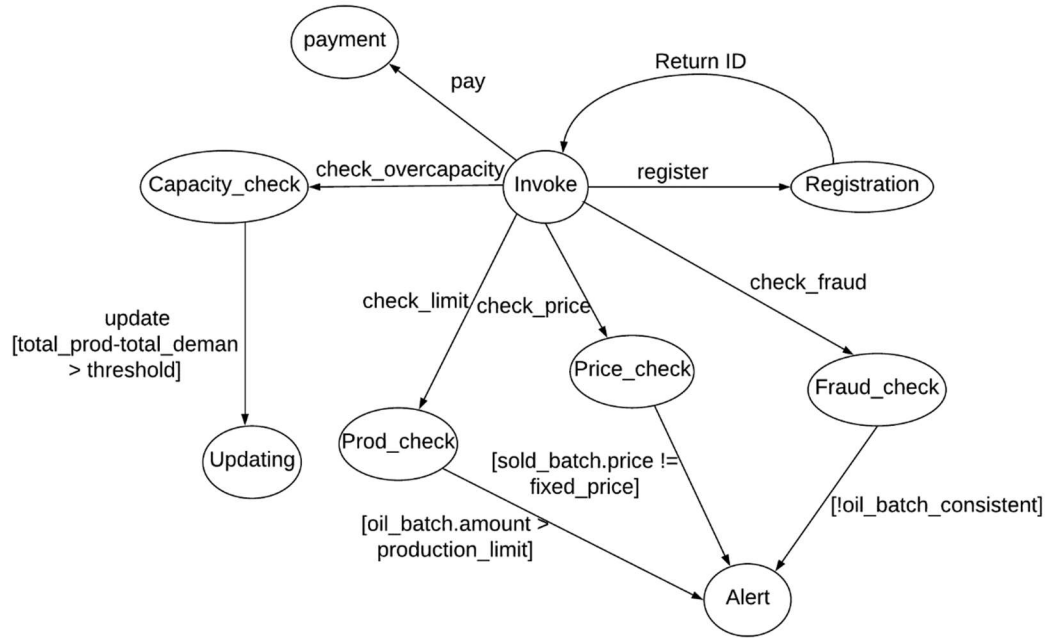 payment
Return ID
pay
check_overcapacity
Capacity_check
Invoke
register
Registration
check_limit
check_price
check_fraud
update
[total_prod-total_deman
> threshold]
Price_check
Fraud_check
Prod_check
Updating
[sold_batch.price !=
fixed_price]
[!oil_batch_consistent]
[oil_batch.amount >
production_limit]
Alert